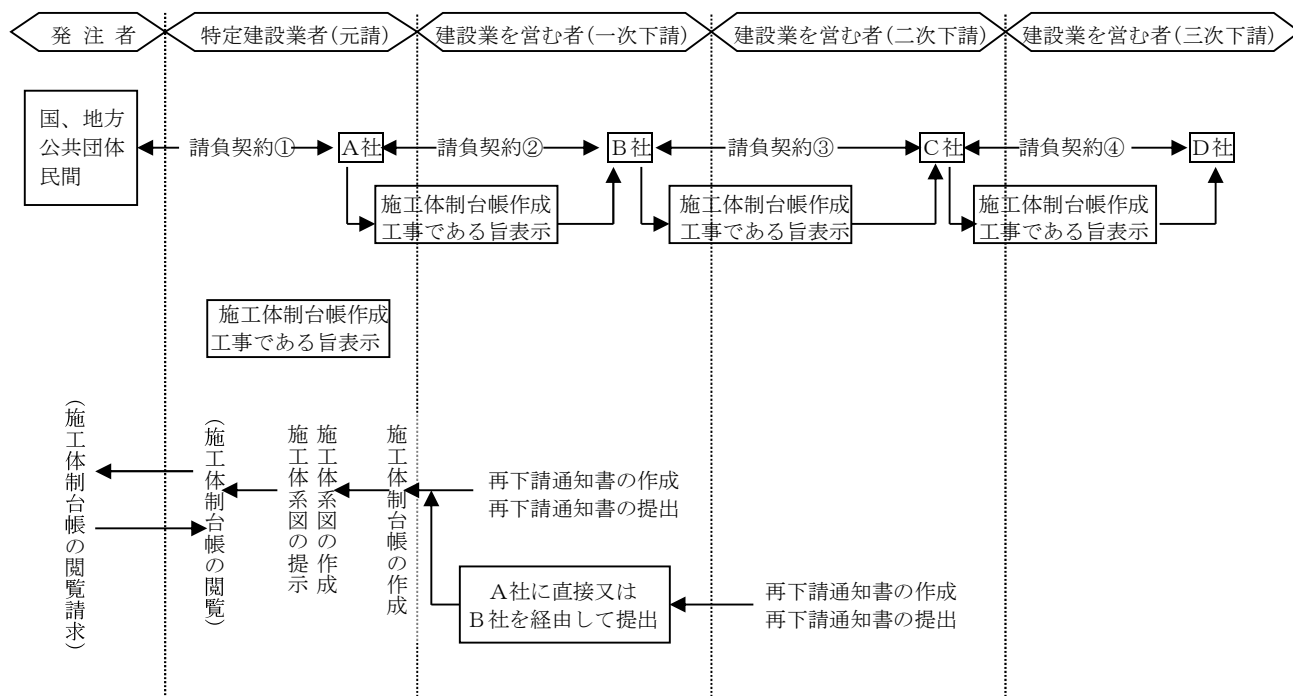 発 注 者
特定建設業者(元請)
建設業を営む者(一次下請)
建設業を営む者(二次下請)
建設業を営む者(三次下請)
国、地方
公共団体
民間
請負契約①
A社
請負契約②
B社
請負契約③
C社
請負契約④
D社
施工体制台帳作成
工事である旨表示
施工体制台帳作成
工事である旨表示
施工体制台帳作成
工事である旨表示
施工体制台帳作成
工事である旨表示
(施工体制台帳の閲覧請求)
(施工体制台帳の閲覧)
施工体系図の作成
施工体系図の提示
施工体制台帳の作成
再下請通知書の作成
再下請通知書の提出
A社に直接又は
B社を経由して提出
再下請通知書の作成
再下請通知書の提出